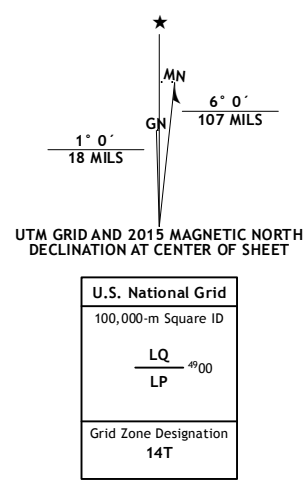 ★
MN
GN
6° 0´
107 MILS
1° 0´
18 MILS
UTM GRID AND 2015 MAGNETIC NORTH
DECLINATION AT CENTER OF SHEET
U.S. National Grid
100,000-m Square ID
LQ
4900
LP
Grid Zone Designation
14T